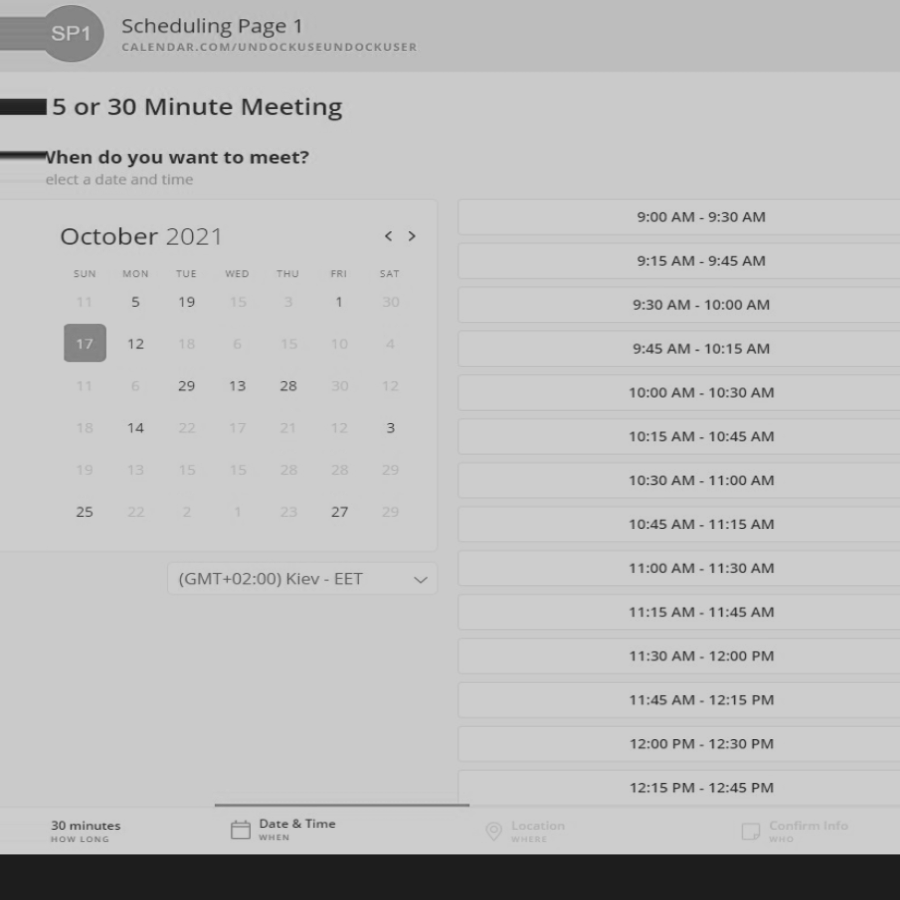 SP1
Scheduling Page 1
CALENDAR.COM/UNDOCKUSEUNDOCKUSER
5 or 30 Minute Meeting
When do you want to meet?
elect a date and time
October 2021
SUN MON TUE WED THU FRI SAT
11 5 19 15 3 1 30
17 12 18 6 15 10 4
11 6 29 13 28 30 12
18 14 22 17 21 12 3
19 13 15 15 28 28 29
25 22 2 1 23 27 29
(GMT+02:00) Kiev - EET
9:00 AM - 9:30 AM
9:15 AM - 9:45 AM
9:30 AM - 10:00 AM
9:45 AM - 10:15 AM
10:00 AM - 10:30 AM
10:15 AM - 10:45 AM
10:30 AM - 11:00 AM
10:45 AM - 11:15 AM
11:00 AM - 11:30 AM
11:15 AM - 11:45 AM
11:30 AM - 12:00 PM
11:45 AM - 12:15 PM
12:00 PM - 12:30 PM
12:15 PM - 12:45 PM
30 minutes
HOW LONG
Date & Time
WHEN
Location
WHERE
Confirm Info
WHO